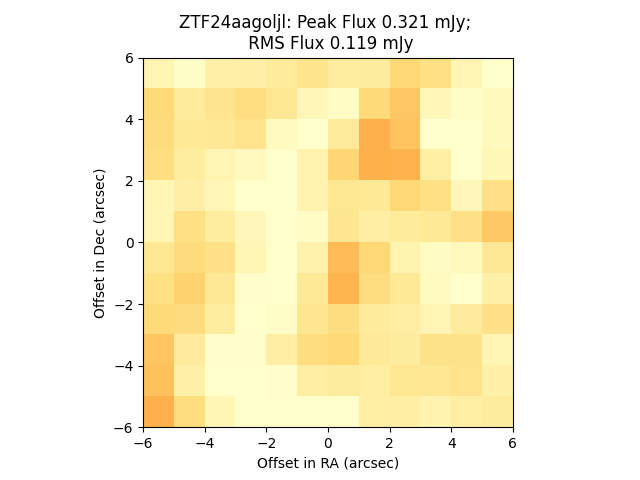 ZTF24aagoljl: Peak Flux 0.321 mJy;
RMS Flux 0.119 mJy
6
4
2
0
−2
−4
−6
Offset in Dec (arcsec)
−6 −4 −2 0 2 4 6
Offset in RA (arcsec)